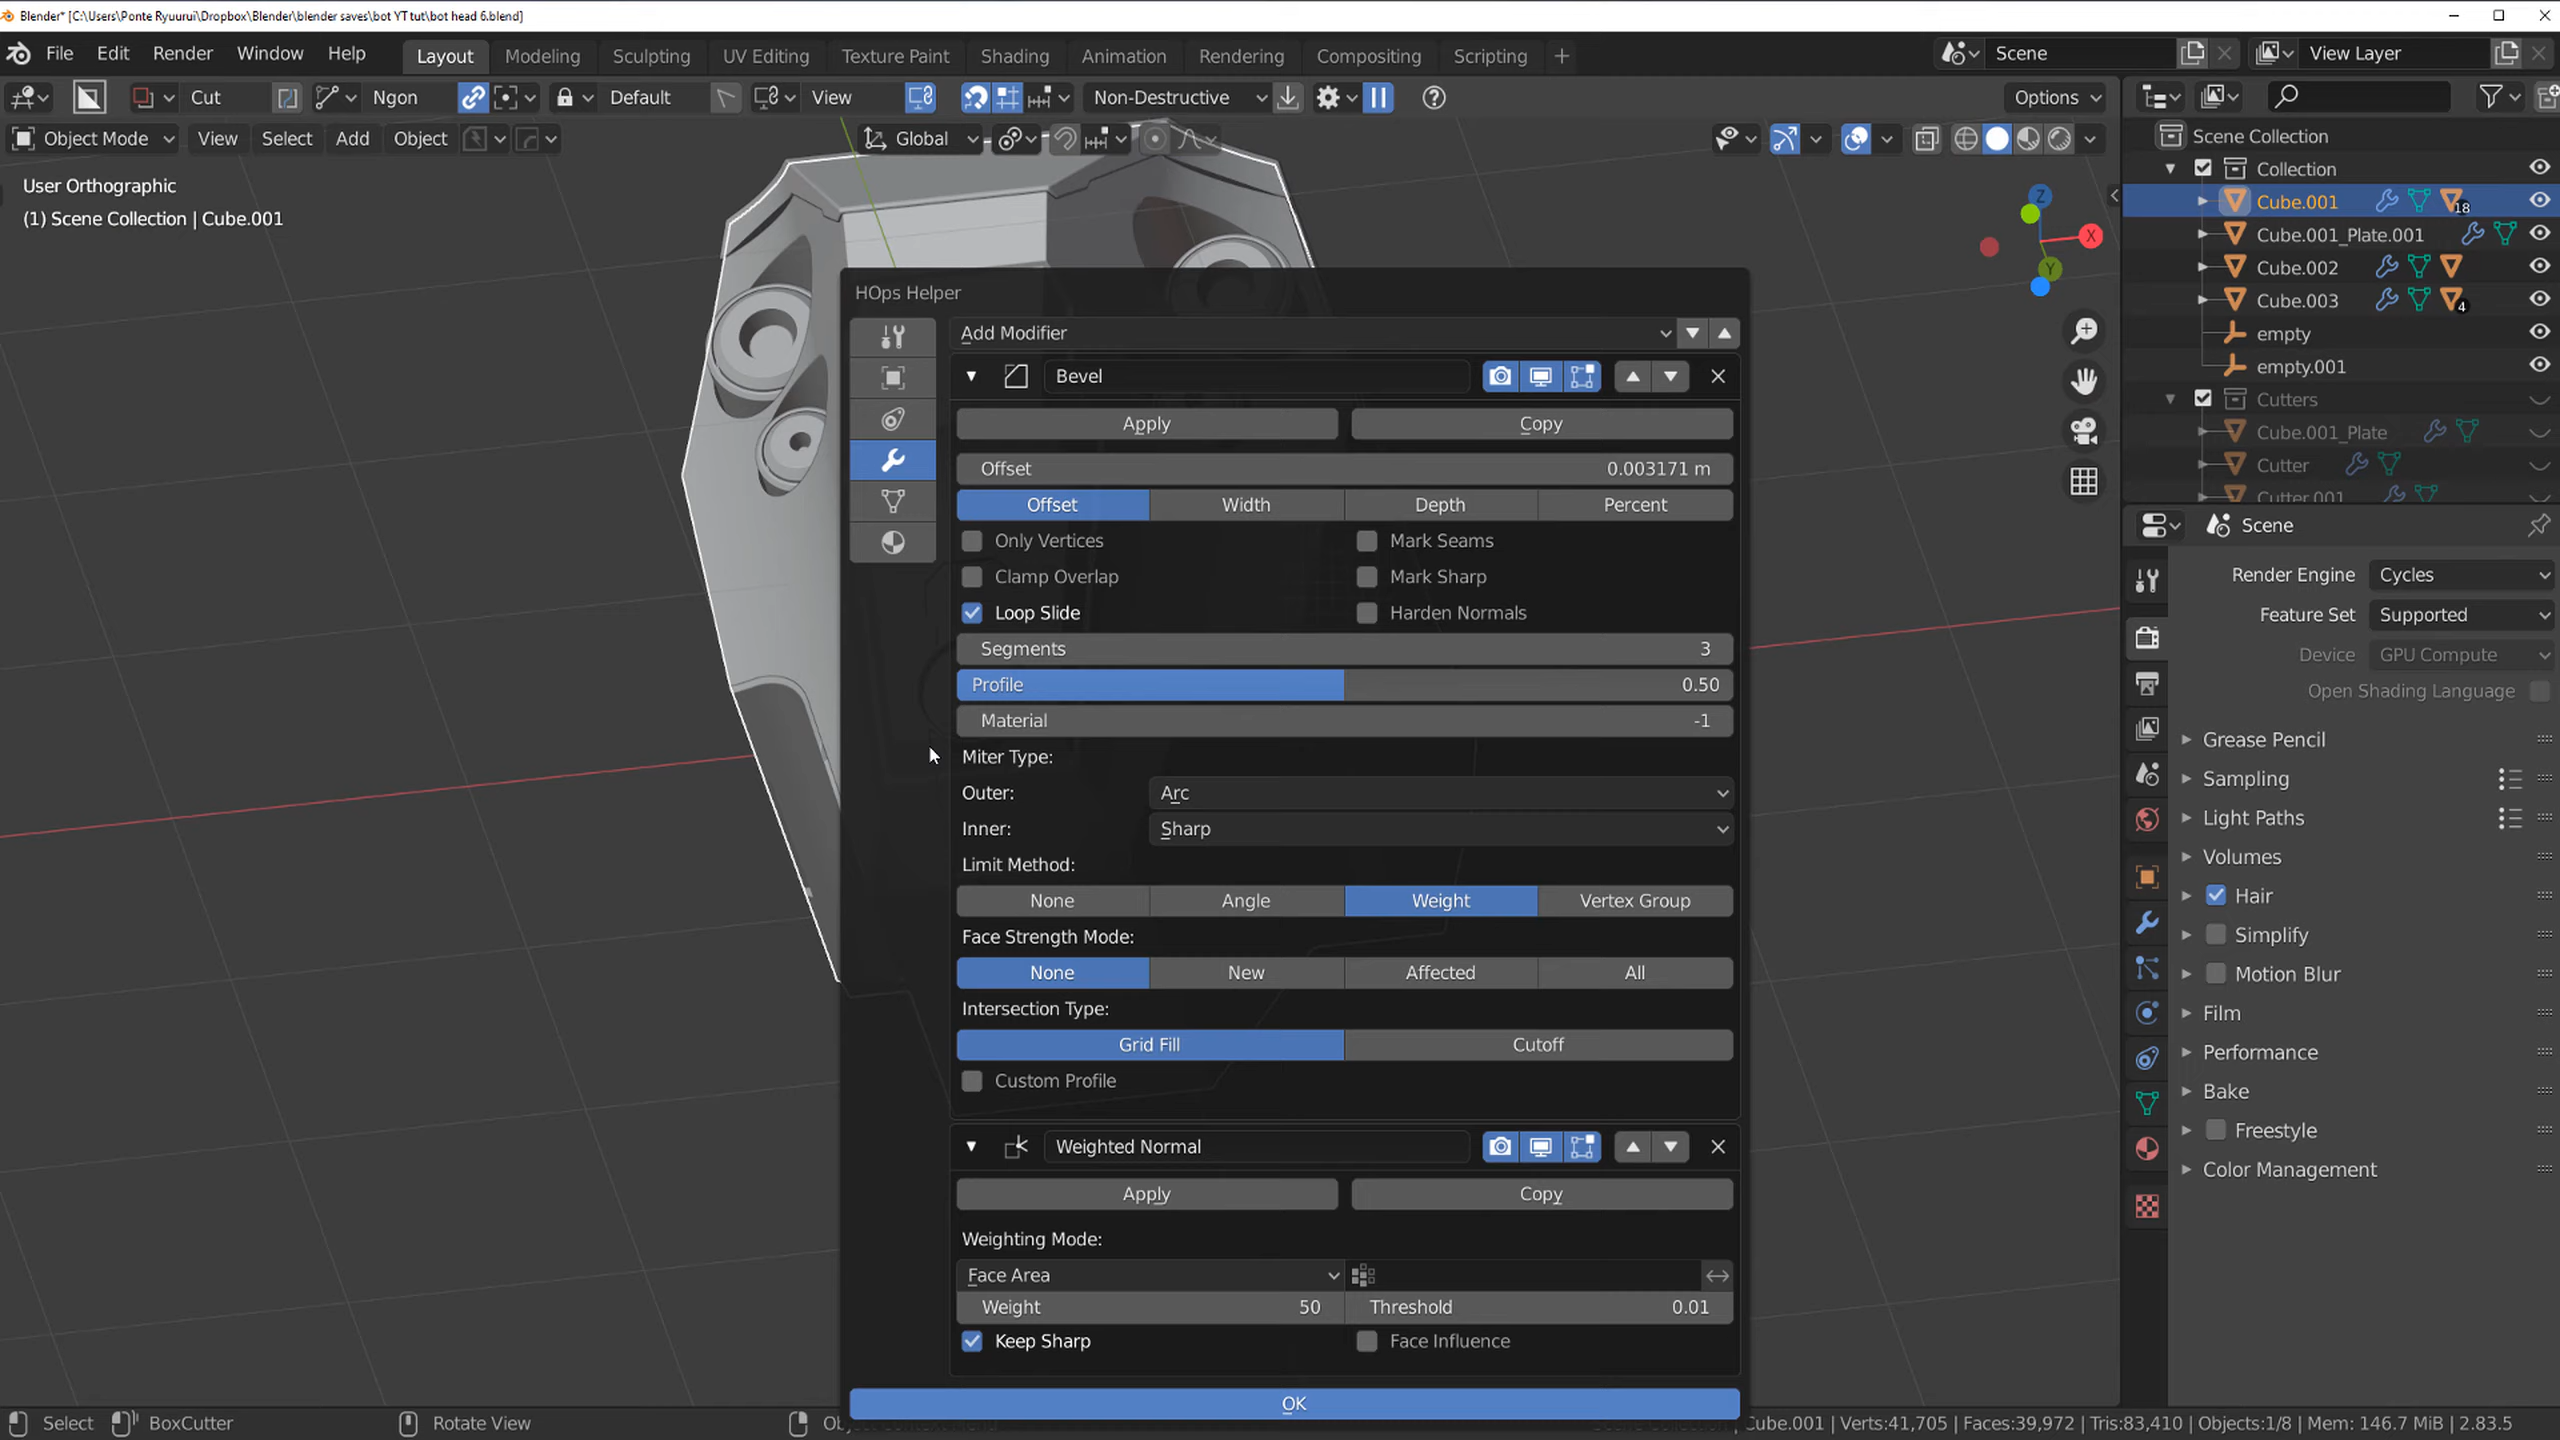 Blender* [C:\Users\Ponte Ryuurui\Dropbox\Blender\blender saves\bot YT tut\bot head 6.blend]
File Edit Render Window Help Layout Modeling Sculpting UV Editing Texture Paint Shading Animation Rendering Compositing Scripting + Scene View Layer
Cut Ngon Default View Non-Destructive Options
Object Mode View Select Add Object Global
User Orthographic
(1) Scene Collection | Cube.001
Z
X
Y
HOps Helper
Add Modifier
Bevel
Apply Copy
Offset 0.003171 m
Offset Width Depth Percent
Only Vertices Mark Seams
Clamp Overlap Mark Sharp
Loop Slide Harden Normals
Segments 3
Profile 0.50
Material -1
Miter Type:
Outer: Arc
Inner: Sharp
Limit Method:
None Angle Weight Vertex Group
Face Strength Mode:
None New Affected All
Intersection Type:
Grid Fill Cutoff
Custom Profile
Weighted Normal
Apply Copy
Weighting Mode:
Face Area
Weight 50 Threshold 0.01
Keep Sharp Face Influence
OK
Scene Collection
Collection
Cube.001 18
Cube.001_Plate.001
Cube.002
Cube.003 4
empty
empty.001
Cutters
Cube.001_Plate
Cutter
Cutter.001
Scene
Render Engine Cycles
Feature Set Supported
Device GPU Compute
Open Shading Language
Grease Pencil
Sampling
Light Paths
Volumes
Hair
Simplify
Motion Blur
Film
Performance
Bake
Freestyle
Color Management
Select BoxCutter Rotate View Cube.001 | Verts:41,705 | Faces:39,972 | Tris:83,410 | Objects:1/8 | Mem: 146.7 MiB | 2.83.5